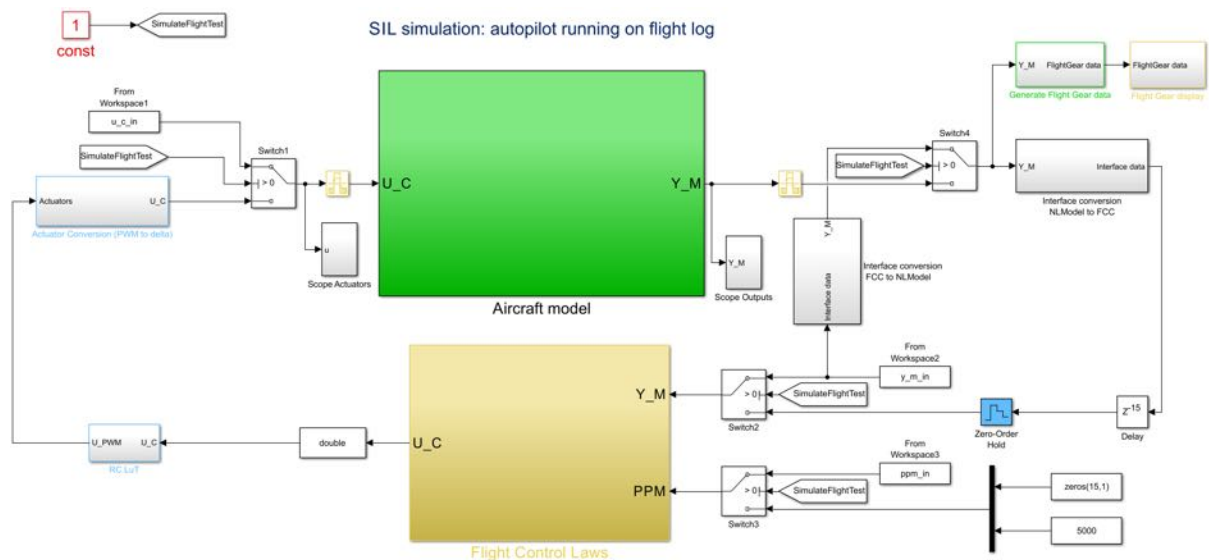 SIL simulation: autopilot running on flight log
1
const
SimulateFlightTest
From
Workspace1
u_c_in
SimulateFlightTest
Switch1
> 0
Actuators
U_C
Actuator Conversion (PWM to delta)
u
Scope Actuators
U_C
Y_M
Aircraft model
Y_M
Scope Outputs
Y_M
Interface data
Interface conversion
FCC to NLModel
SimulateFlightTest
Switch4
> 0
Y_M
FlightGear data
Generate Flight Gear data
FlightGear data
Flight Gear display
Y_M
Interface data
Interface conversion
NLModel to FCC
From
Workspace2
y_m_in
SimulateFlightTest
> 0
Switch2
Zero-Order
Hold
Z-15
Delay
From
Workspace3
ppm_in
SimulateFlightTest
> 0
Switch3
zeros(15,1)
5000
Y_M
U_C
PPM
Flight Control Laws
double
U_PWM
U_C
RC LuT